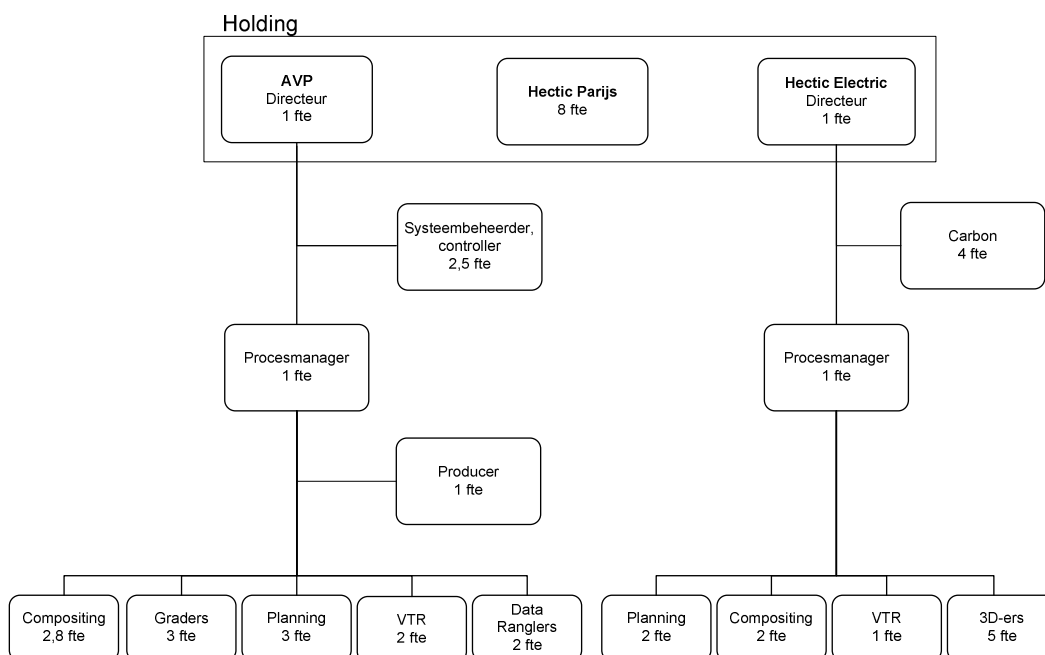 Holding
AVP
Directeur
1 fte
Hectic Parijs
8 fte
Hectic Electric
Directeur
1 fte
Systeembeheerder,
controller
2,5 fte
Carbon
4 fte
Procesmanager
1 fte
Procesmanager
1 fte
Producer
1 fte
Compositing
2,8 fte
Graders
3 fte
Planning
3 fte
VTR
2 fte
Data
Ranglers
2 fte
Planning
2 fte
Compositing
2 fte
VTR
1 fte
3D-ers
5 fte